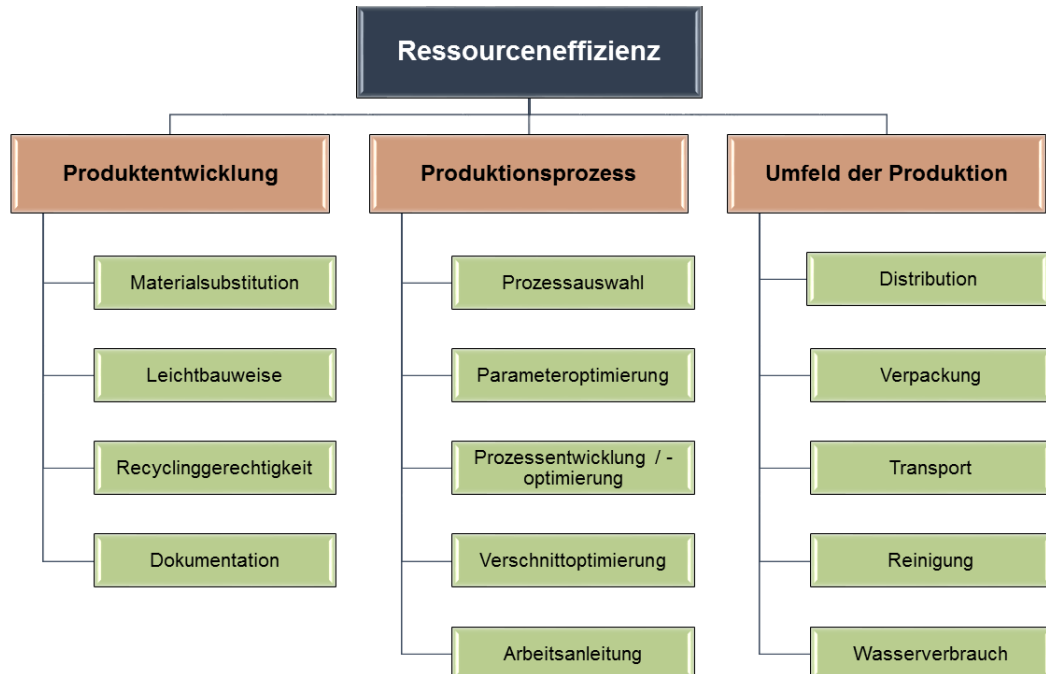 Ressourceneffizienz
Produktentwicklung
Materialsubstitution
Leichtbauweise
Recyclinggerechtigkeit
Dokumentation
Produktionsprozess
Prozessauswahl
Parameteroptimierung
Prozessentwicklung / -
optimierung
Verschnittoptimierung
Arbeitsanleitung
Umfeld der Produktion
Distribution
Verpackung
Transport
Reinigung
Wasserverbrauch